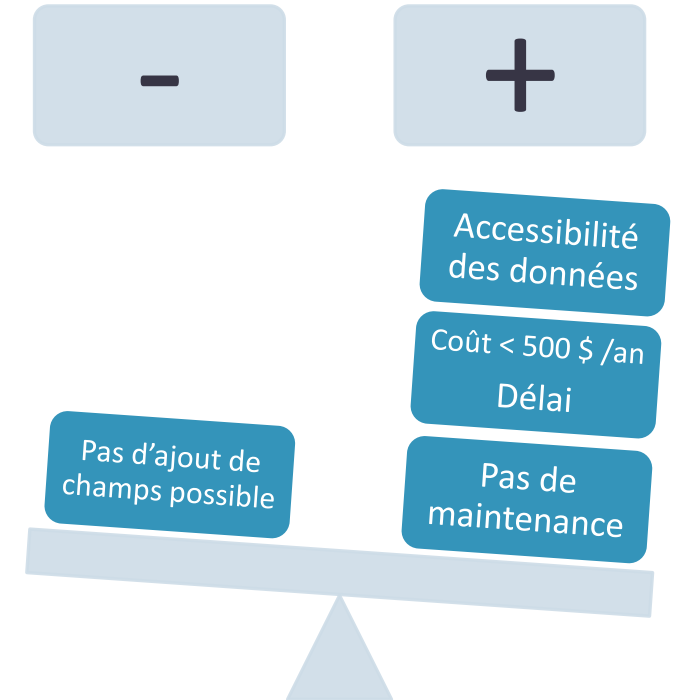 -
+
Accessibilité
des données
Coût < 500 $ /an
Délai
Pas d’ajout de
champs possible
Pas de
maintenance